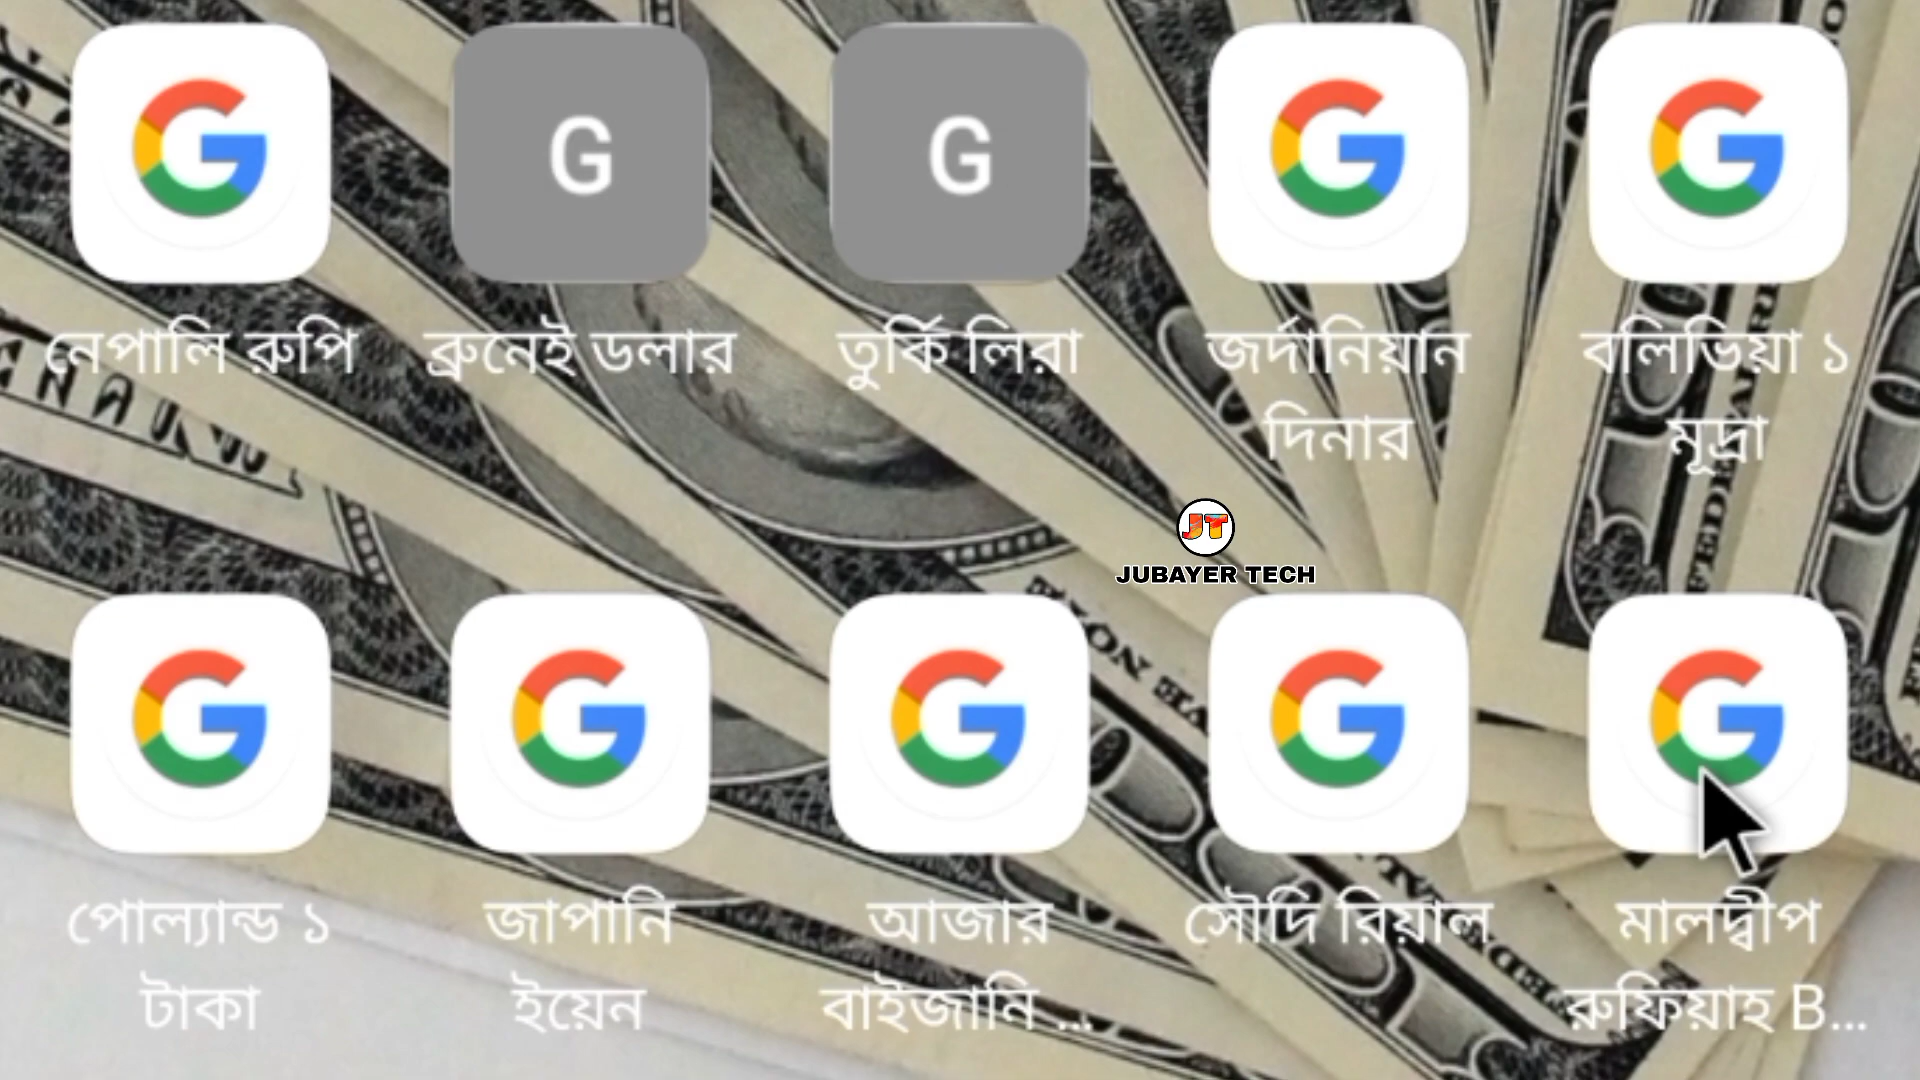 G
G
নেপালি রুপি
ব্রুনেই ডলার
তুর্কি লিরা
জর্দানিয়ান
দিনার
বলিভিয়া ১
মূদ্রা
JT
JUBAYER TECH
পোল্যান্ড ১
টাকা
জাপানি
ইয়েন
আজার
বাইজানি ...
সৌদি রিয়াল
মালদ্বীপ
রুফিয়াহ B...